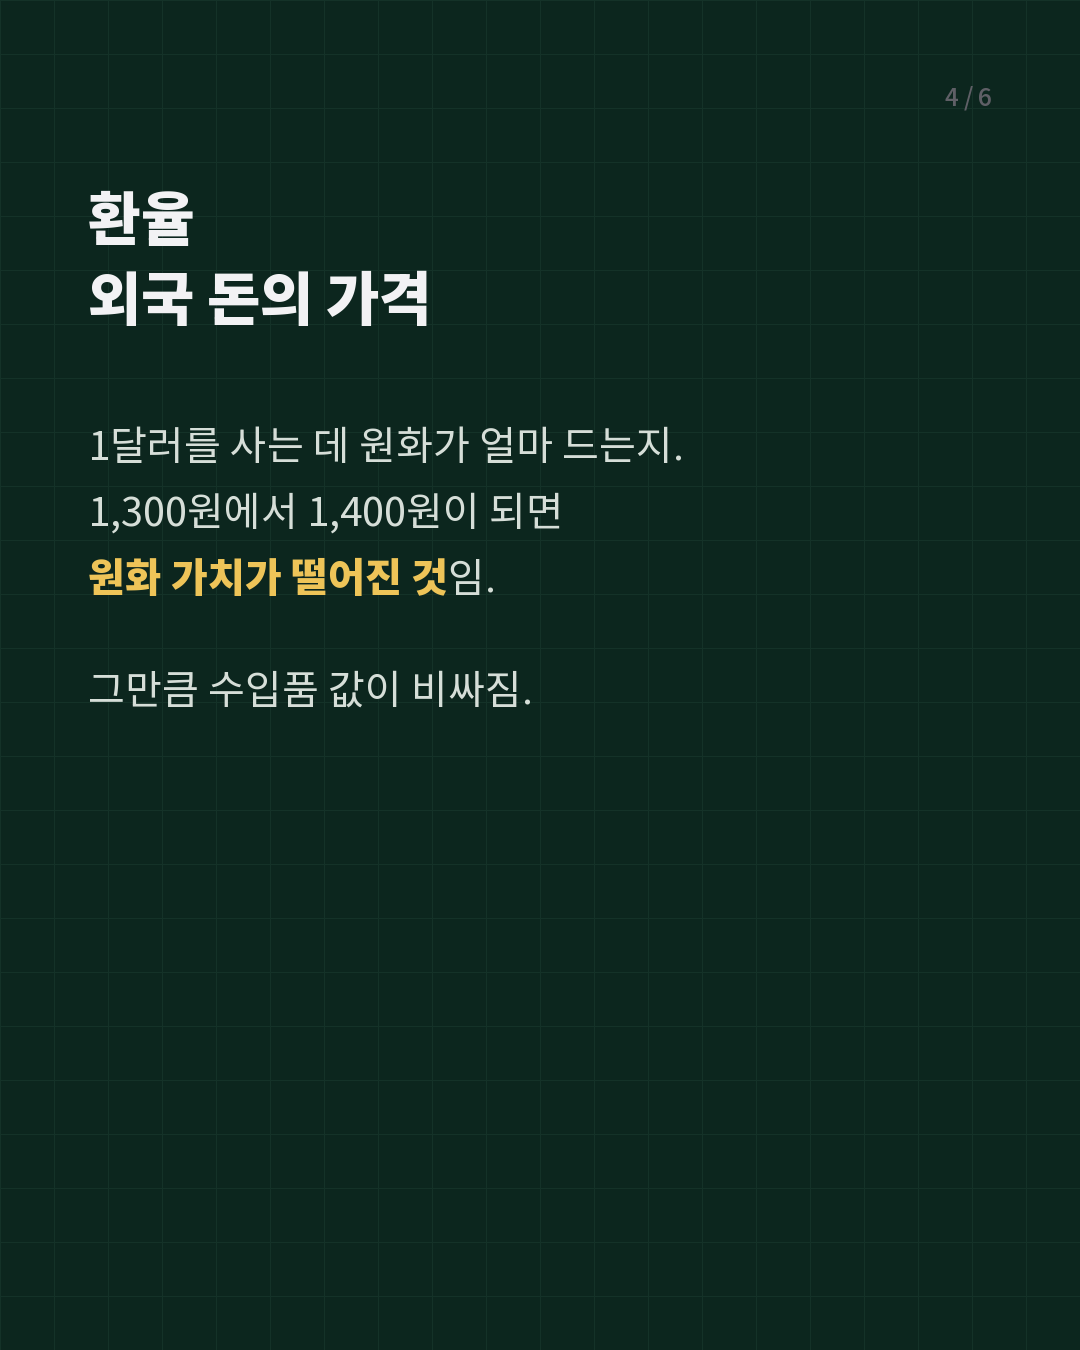 4 / 6
환율
외국 돈의 가격
1달러를 사는 데 원화가 얼마 드는지.
1,300원에서 1,400원이 되면
원화 가치가 떨어진 것임.
그만큼 수입품 값이 비싸짐.